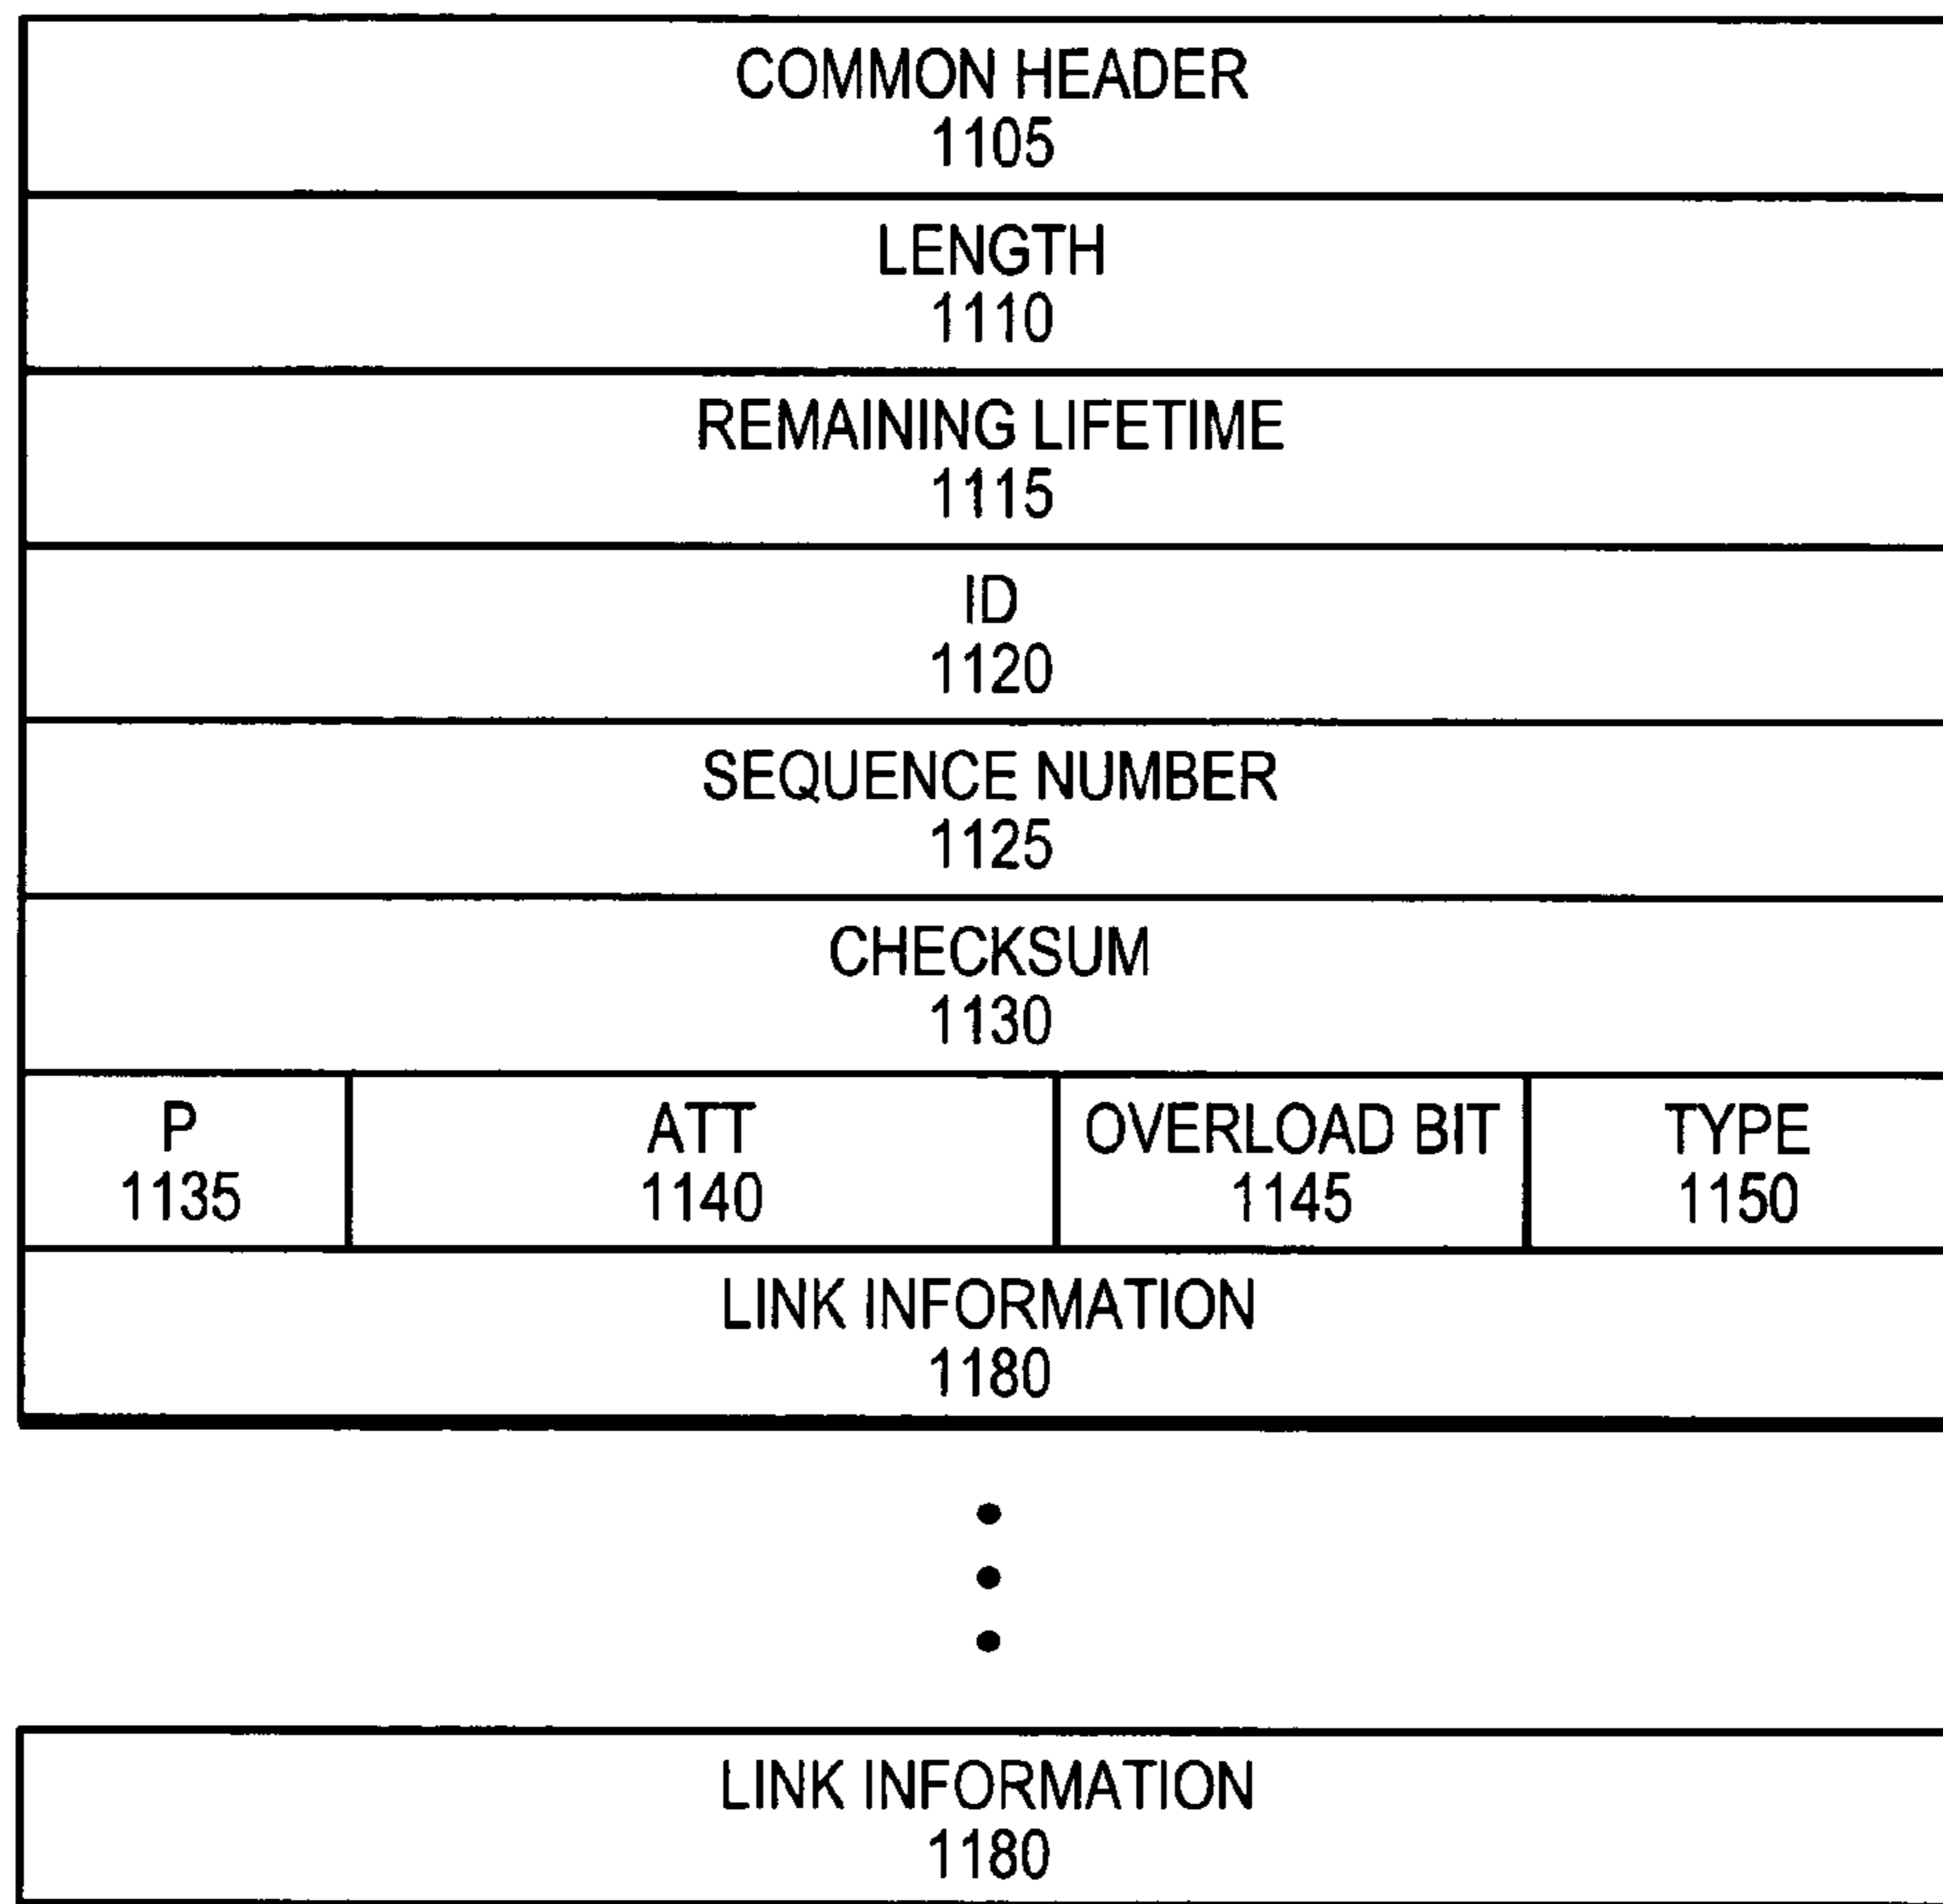 COMMON HEADER
1105
LENGTH
1110
REMAINING LIFETIME
1115
ID
1120
SEQUENCE NUMBER
1125
CHECKSUM
1130
P
1135
ATT
1140
OVERLOAD BIT
1145
TYPE
1150
LINK INFORMATION
1180
LINK INFORMATION
1180